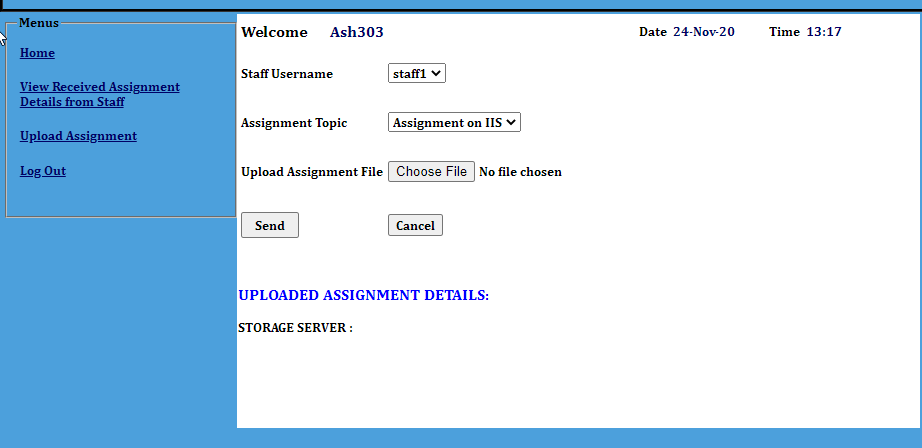 Menus
Home
View Received Assignment
Details from Staff
Upload Assignment
Log Out
Welcome Ash303 Date 24-Nov-20 Time 13:17
Staff Username staff1
Assignment Topic Assignment on IIS
Upload Assignment File Choose File No file chosen
Send Cancel
UPLOADED ASSIGNMENT DETAILS:
STORAGE SERVER :